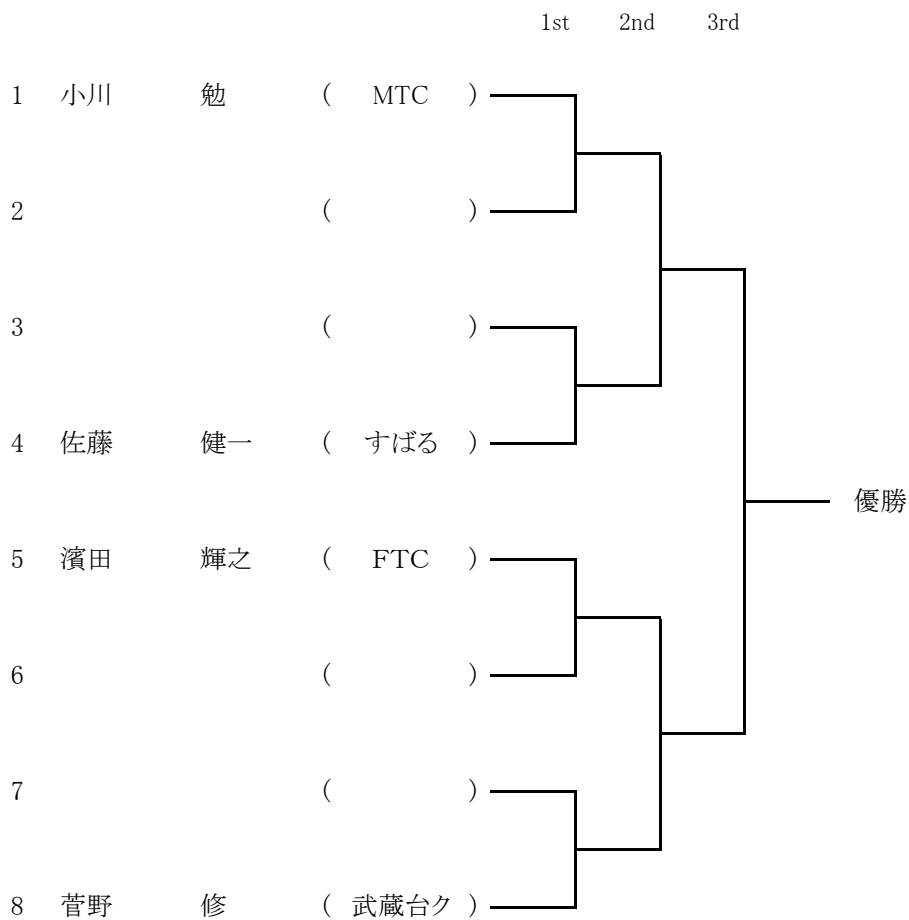 1st 2nd 3rd
1 小川 勉 ( MTC )
2 ( )
3 ( )
4 佐藤 健一 ( すばる )
優勝
5 濱田 輝之 ( FTC )
6 ( )
7 ( )
8 菅野 修 ( 武蔵台ク )